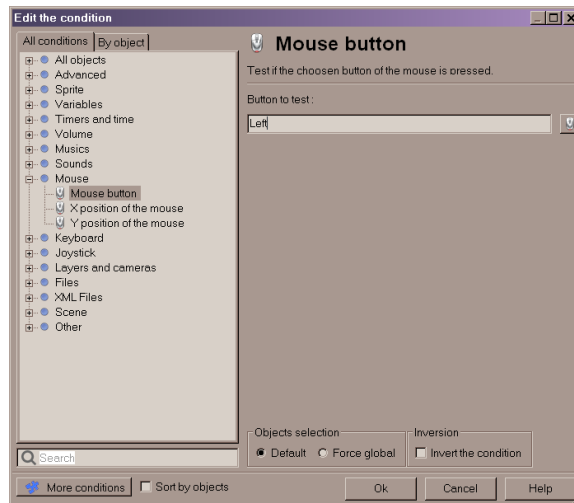 Edit the condition
All conditions
By object
All objects
Advanced
Sprite
Variables
Timers and time
Volume
Musics
Sounds
Mouse
Mouse button
X position of the mouse
Y position of the mouse
Keyboard
Joystick
Layers and cameras
Files
XML Files
Scene
Other
Search
More conditions
Sort by objects
Mouse button
Test if the choosen button of the mouse is pressed.
Button to test :
Left
Objects selection
Default
Force global
Inversion
Invert the condition
Ok
Cancel
Help